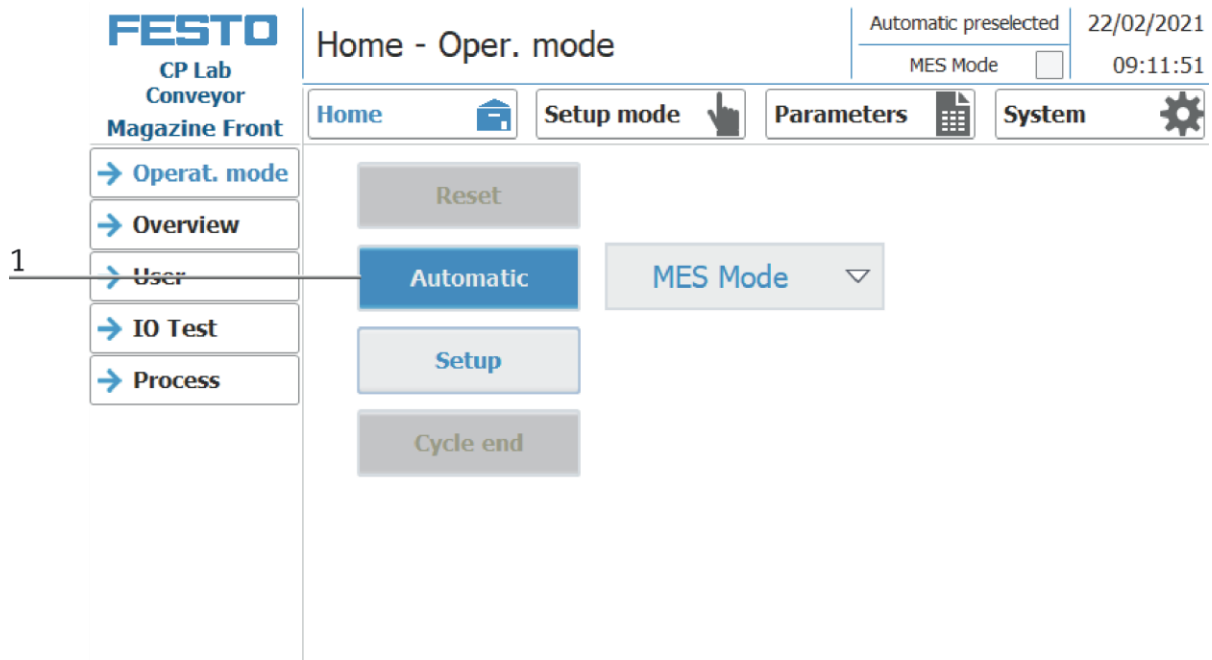 FESTO
CP Lab
Conveyor
Magazine Front
Home - Oper. mode
Automatic preselected
MES Mode
22/02/2021
09:11:51
Home
Setup mode
Parameters
System
Operat. mode
Overview
User
IO Test
Process
1
Reset
Automatic
MES Mode
Setup
Cycle end